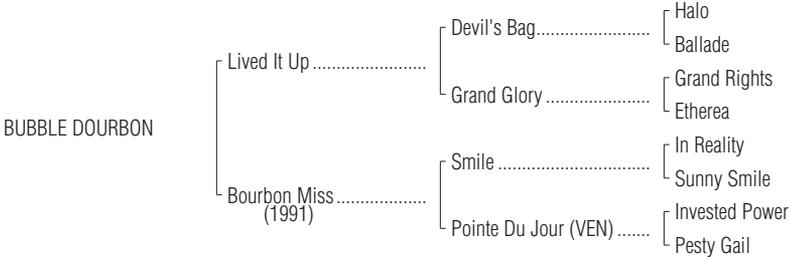 Halo
Devil's Bag........................
Ballade
Lived It Up ........................
Grand Rights
Grand Glory ......................
Etherea
BUBBLE DOURBON
In Reality
Smile ................................
Sunny Smile
Bourbon Miss ...................
(1991)
Invested Power
Pointe Du Jour (VEN) .......
Pesty Gail